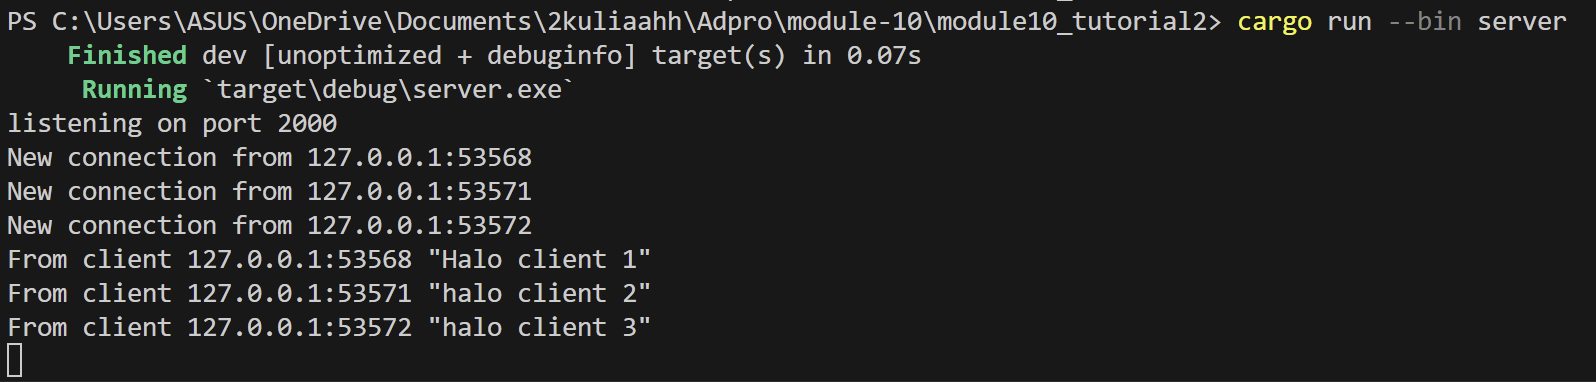 PS C:\Users\ASUS\OneDrive\Documents\2kuliaahh\Adpro\module-10\module10_tutorial2> cargo run --bin server
    Finished dev [unoptimized + debuginfo] target(s) in 0.07s
     Running `target\debug\server.exe`
listening on port 2000
New connection from 127.0.0.1:53568
New connection from 127.0.0.1:53571
New connection from 127.0.0.1:53572
From client 127.0.0.1:53568 "Halo client 1"
From client 127.0.0.1:53571 "halo client 2"
From client 127.0.0.1:53572 "halo client 3"